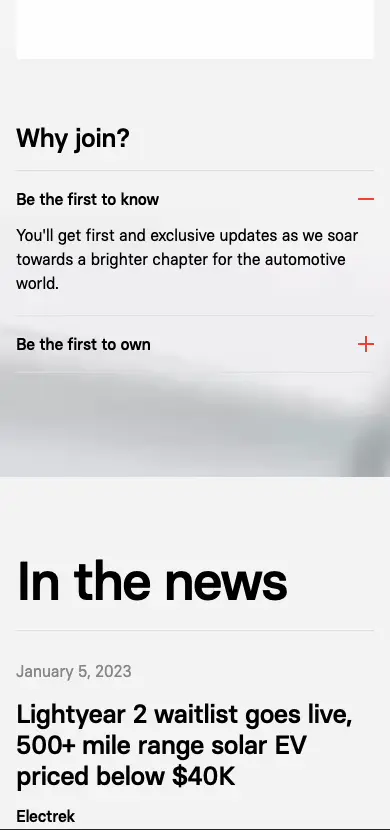 Why join?
Be the first to know
You'll get first and exclusive updates as we soar
towards a brighter chapter for the automotive
world.
Be the first to own
In the news
January 5, 2023
Lightyear 2 waitlist goes live,
500+ mile range solar EV
priced below $40K
Electrek